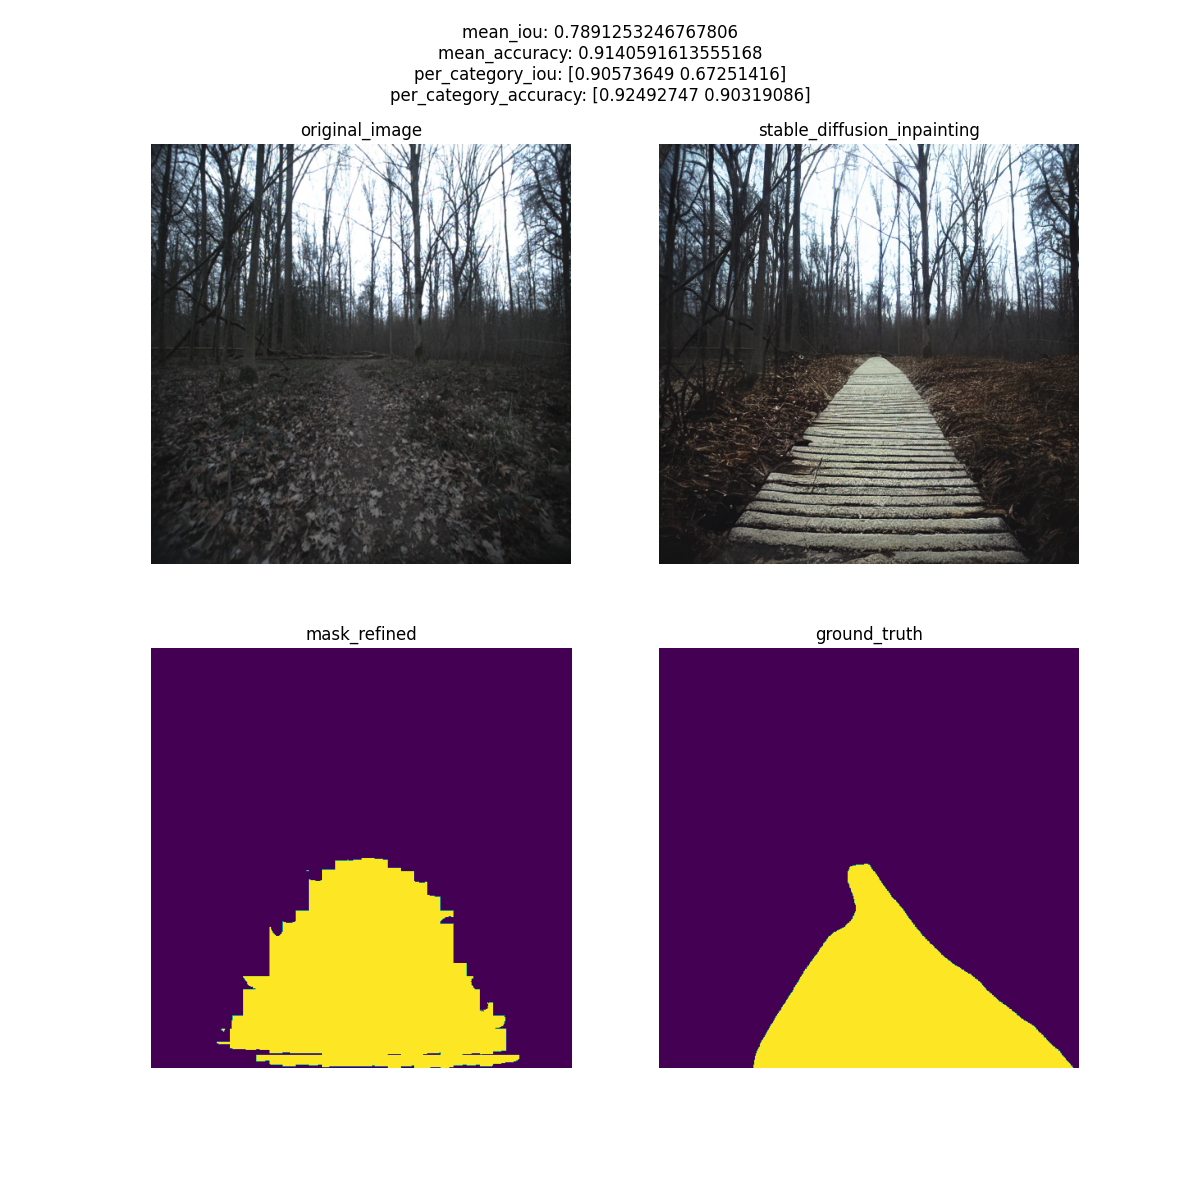 mean_iou: 0.7891253246767806
mean_accuracy: 0.9140591613555168
per_category_iou: [0.90573649 0.67251416]
per_category_accuracy: [0.92492747 0.90319086]
original_image
stable_diffusion_inpainting
mask_refined
ground_truth